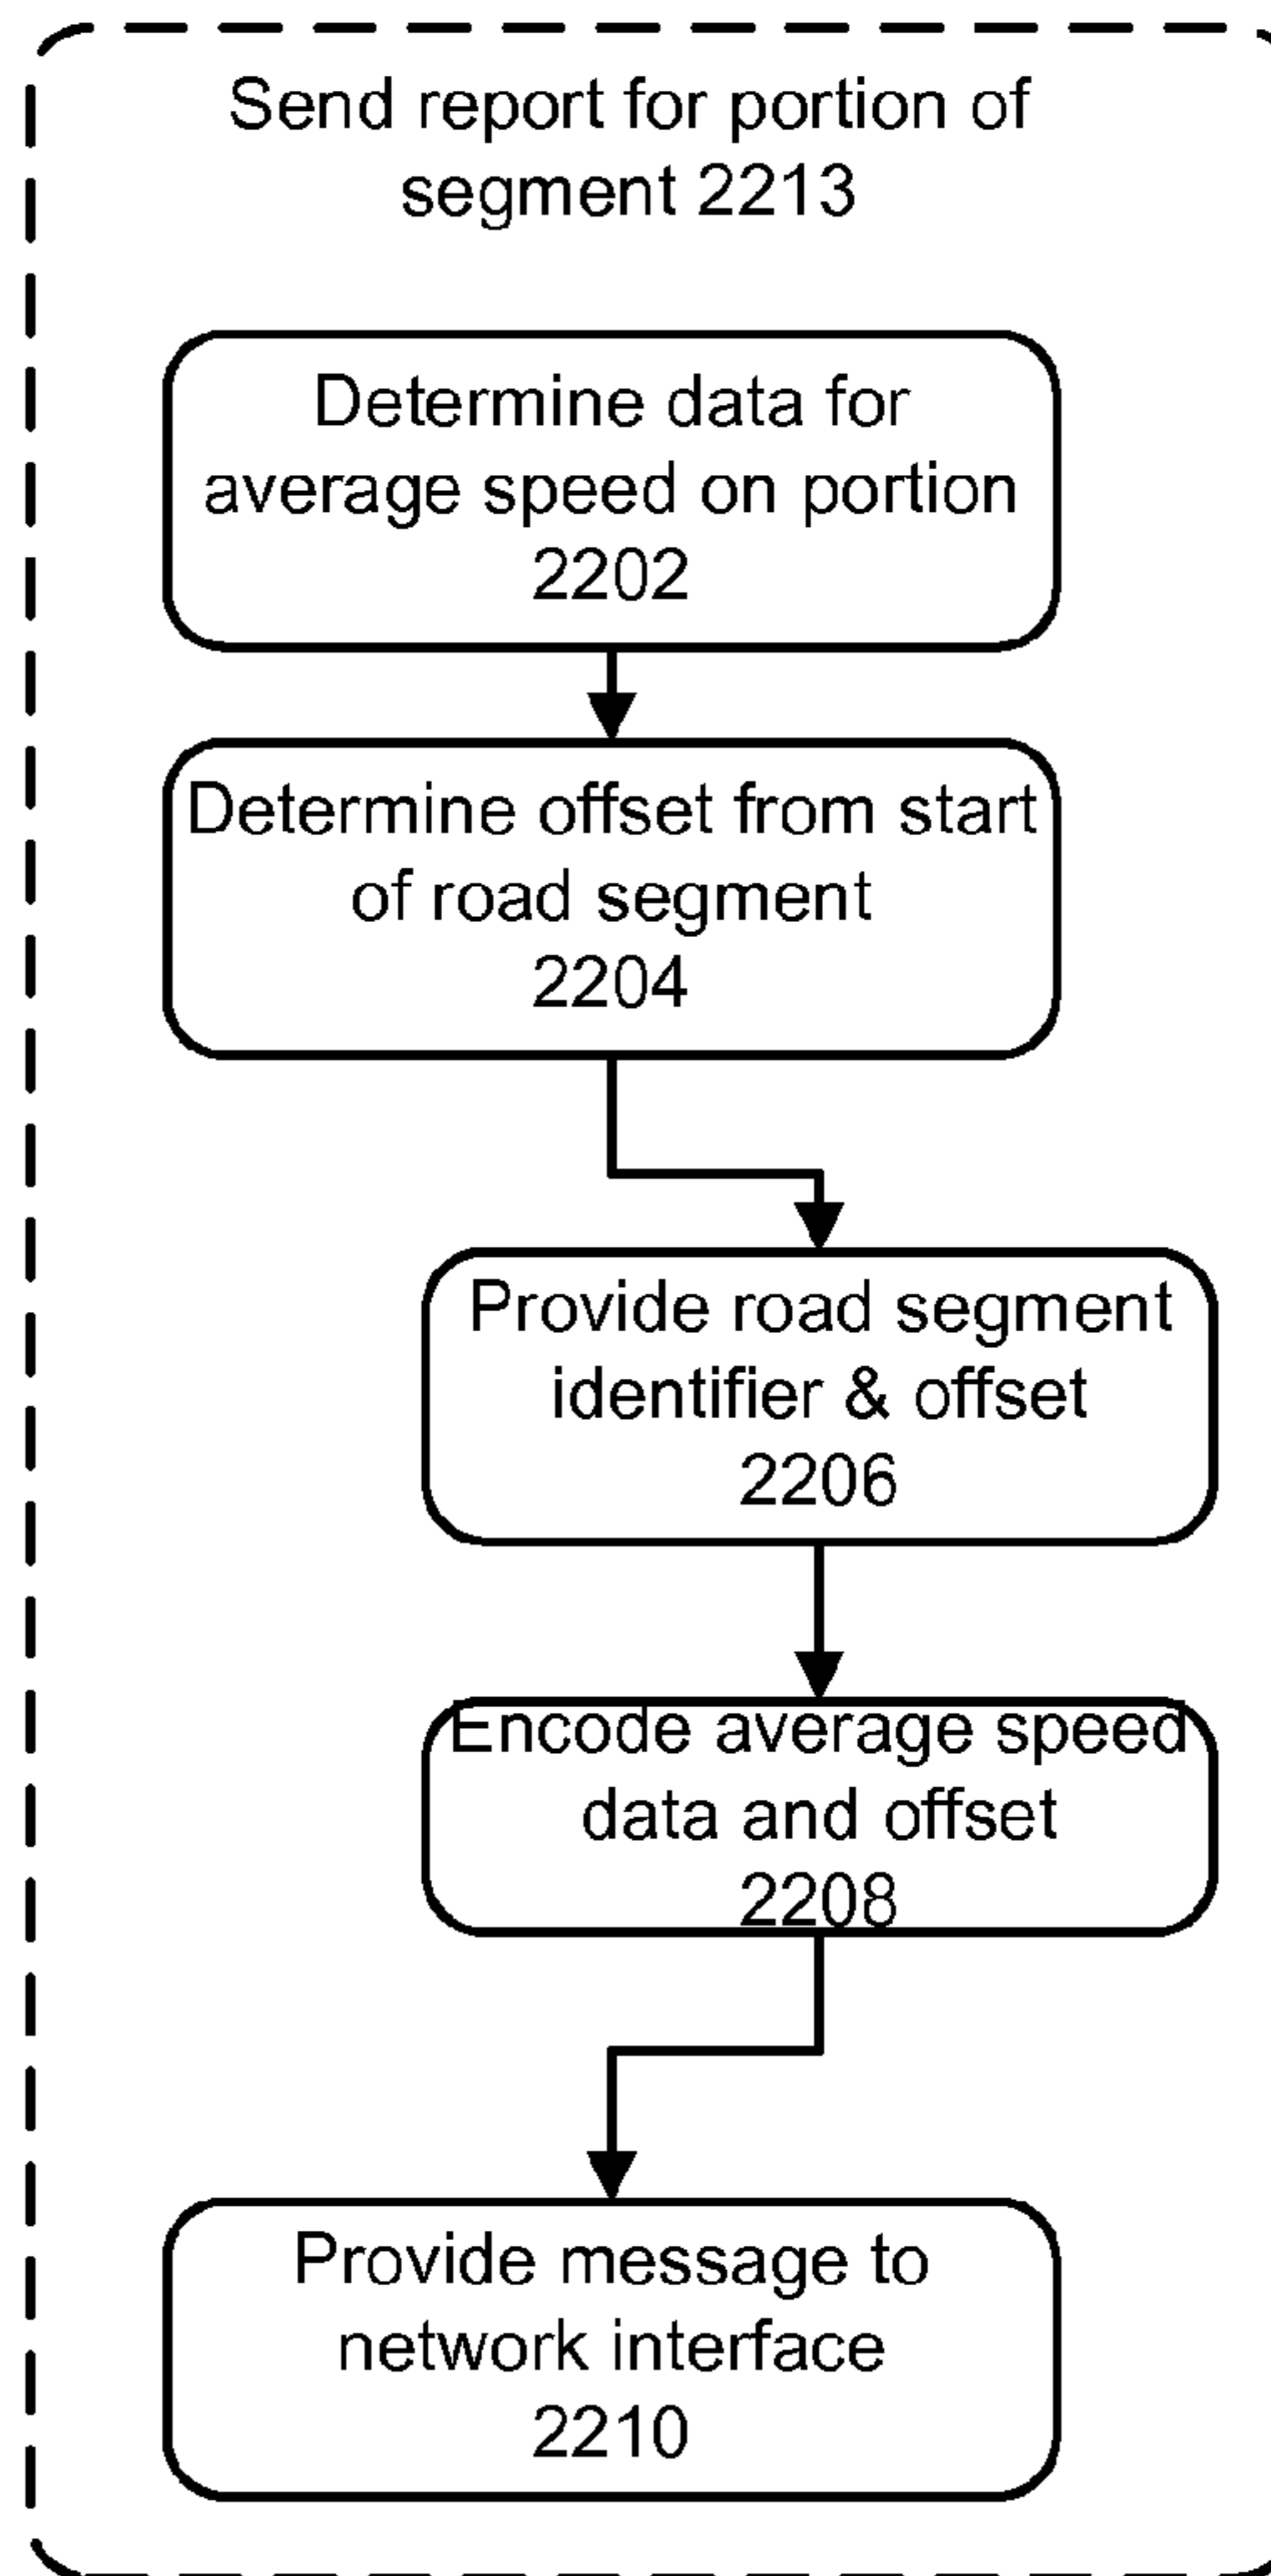 Send report for portion of
segment 2213
Determine data for
average speed on portion
2202
Determine offset from start
of road segment
2204
Provide road segment
identifier & offset
2206
Encode average speed
data and offset
2208
Provide message to
network interface
2210